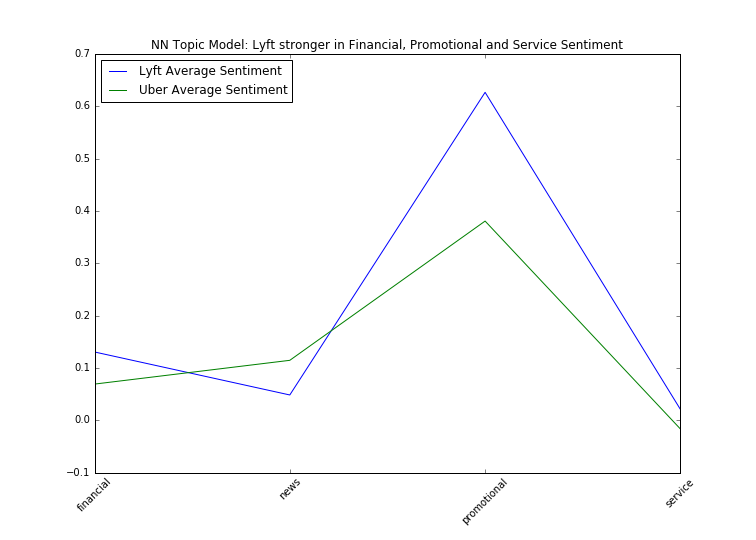 NN Topic Model: Lyft stronger in Financial, Promotional and Service Sentiment
Lyft Average Sentiment
Uber Average Sentiment
0.7
0.6
0.5
0.4
0.3
0.2
0.1
0.0
−0.1
financial
news
promotional
service